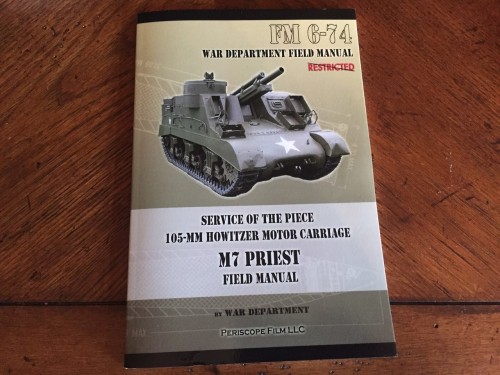 FM 6-74
WAR DEPARTMENT FIELD MANUAL
RESTRICTED
SERVICE OF THE PIECE
105-MM HOWITZER MOTOR CARRIAGE
M7 PRIEST
FIELD MANUAL
BY WAR DEPARTMENT
PERISCOPE FILM LLC